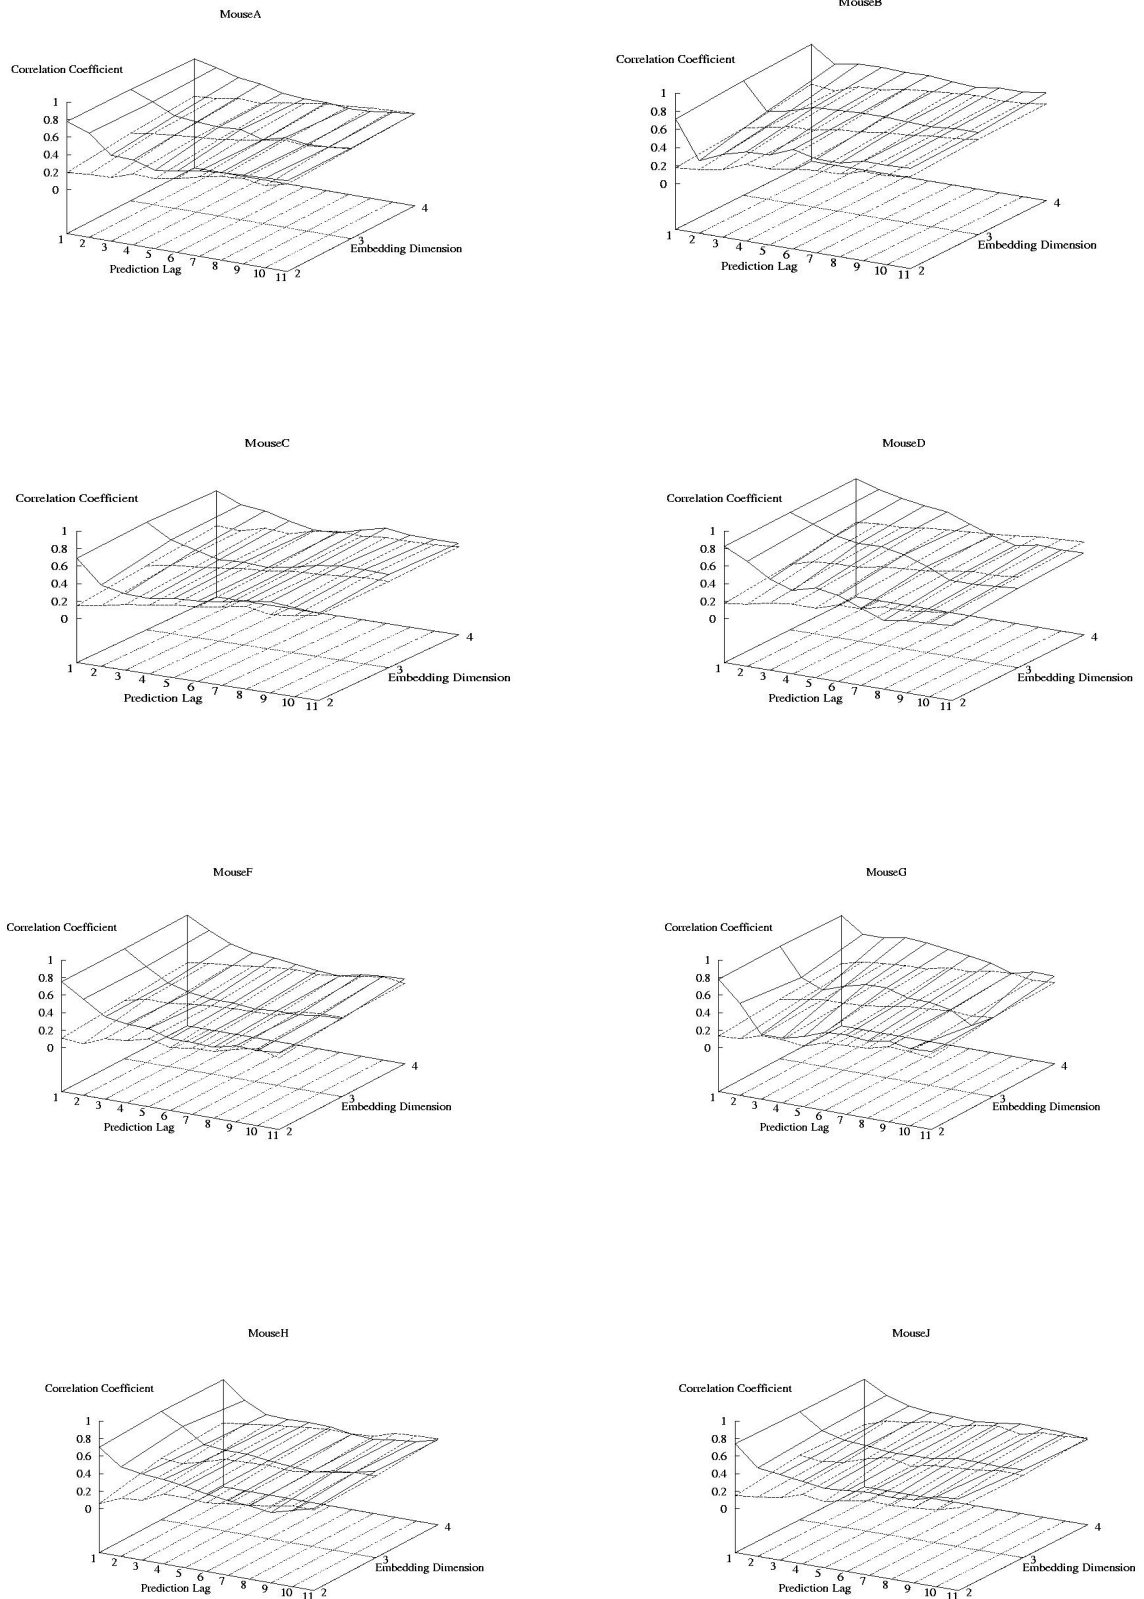 MouseA
MouseB
Correlation Coefficient
1
0.8
0.6
0.4
0.2
0
1 2 3 4 5 6 7 8 9 10 11
Prediction Lag
2 3 4
Embedding Dimension
Correlation Coefficient
1
0.8
0.6
0.4
0.2
0
1 2 3 4 5 6 7 8 9 10 11
Prediction Lag
2 3 4
Embedding Dimension
MouseC
MouseD
Correlation Coefficient
1
0.8
0.6
0.4
0.2
0
1 2 3 4 5 6 7 8 9 10 11
Prediction Lag
2 3 4
Embedding Dimension
Correlation Coefficient
1
0.8
0.6
0.4
0.2
0
1 2 3 4 5 6 7 8 9 10 11
Prediction Lag
2 3 4
Embedding Dimension
MouseF
MouseG
Correlation Coefficient
1
0.8
0.6
0.4
0.2
0
1 2 3 4 5 6 7 8 9 10 11
Prediction Lag
2 3 4
Embedding Dimension
Correlation Coefficient
1
0.8
0.6
0.4
0.2
0
1 2 3 4 5 6 7 8 9 10 11
Prediction Lag
2 3 4
Embedding Dimension
MouseH
MouseJ
Correlation Coefficient
1
0.8
0.6
0.4
0.2
0
1 2 3 4 5 6 7 8 9 10 11
Prediction Lag
2 3 4
Embedding Dimension
Correlation Coefficient
1
0.8
0.6
0.4
0.2
0
1 2 3 4 5 6 7 8 9 10 11
Prediction Lag
2 3 4
Embedding Dimension